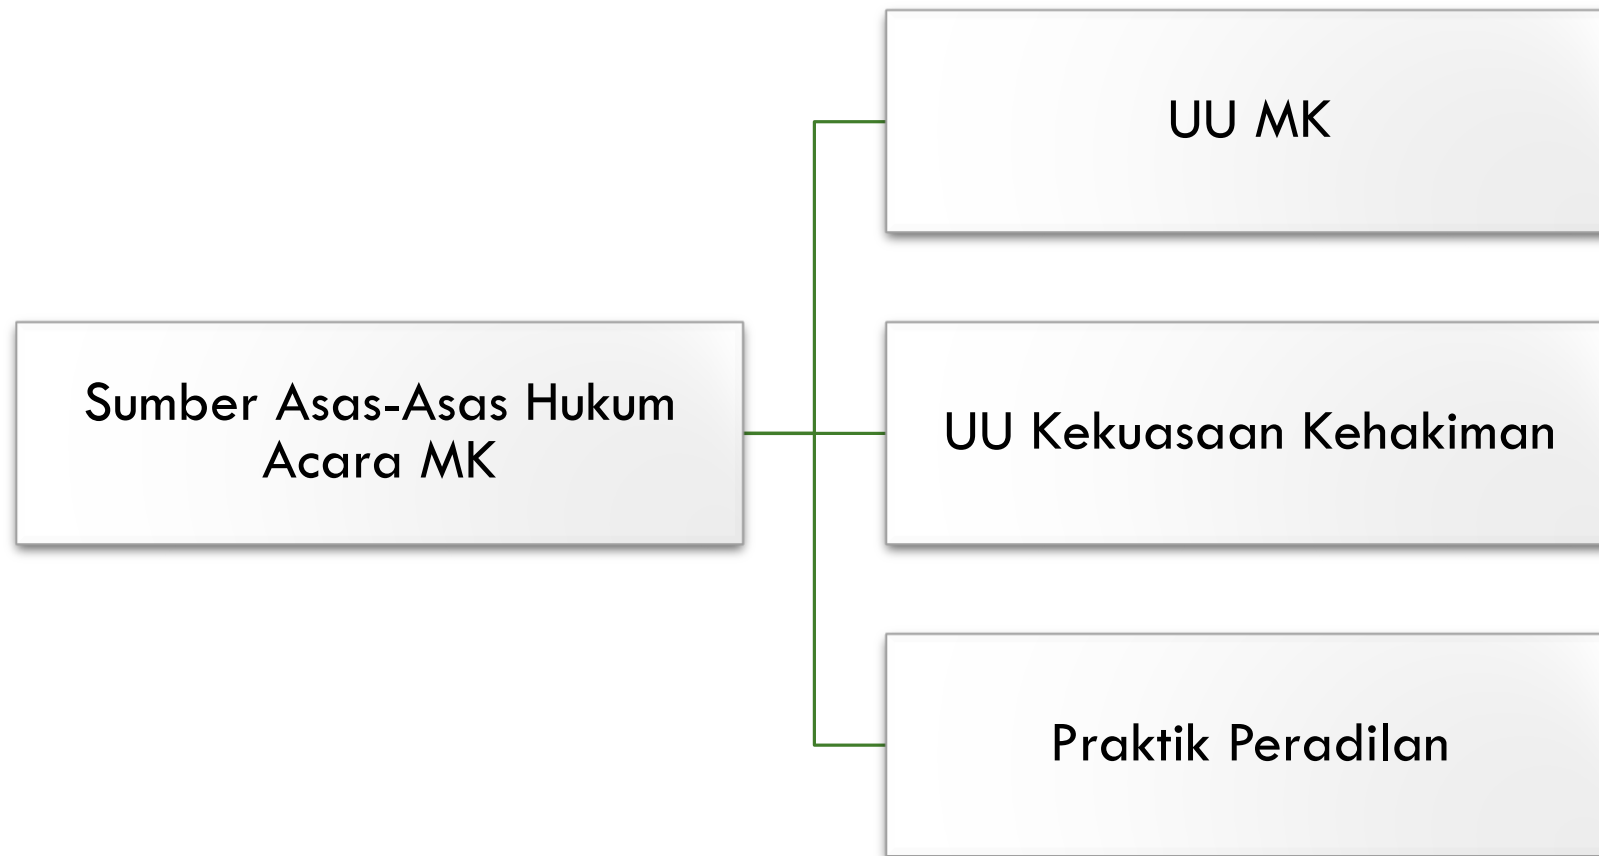 UU MK
Sumber Asas-Asas Hukum
Acara MK
UU Kekuasaan Kehakiman
Praktik Peradilan